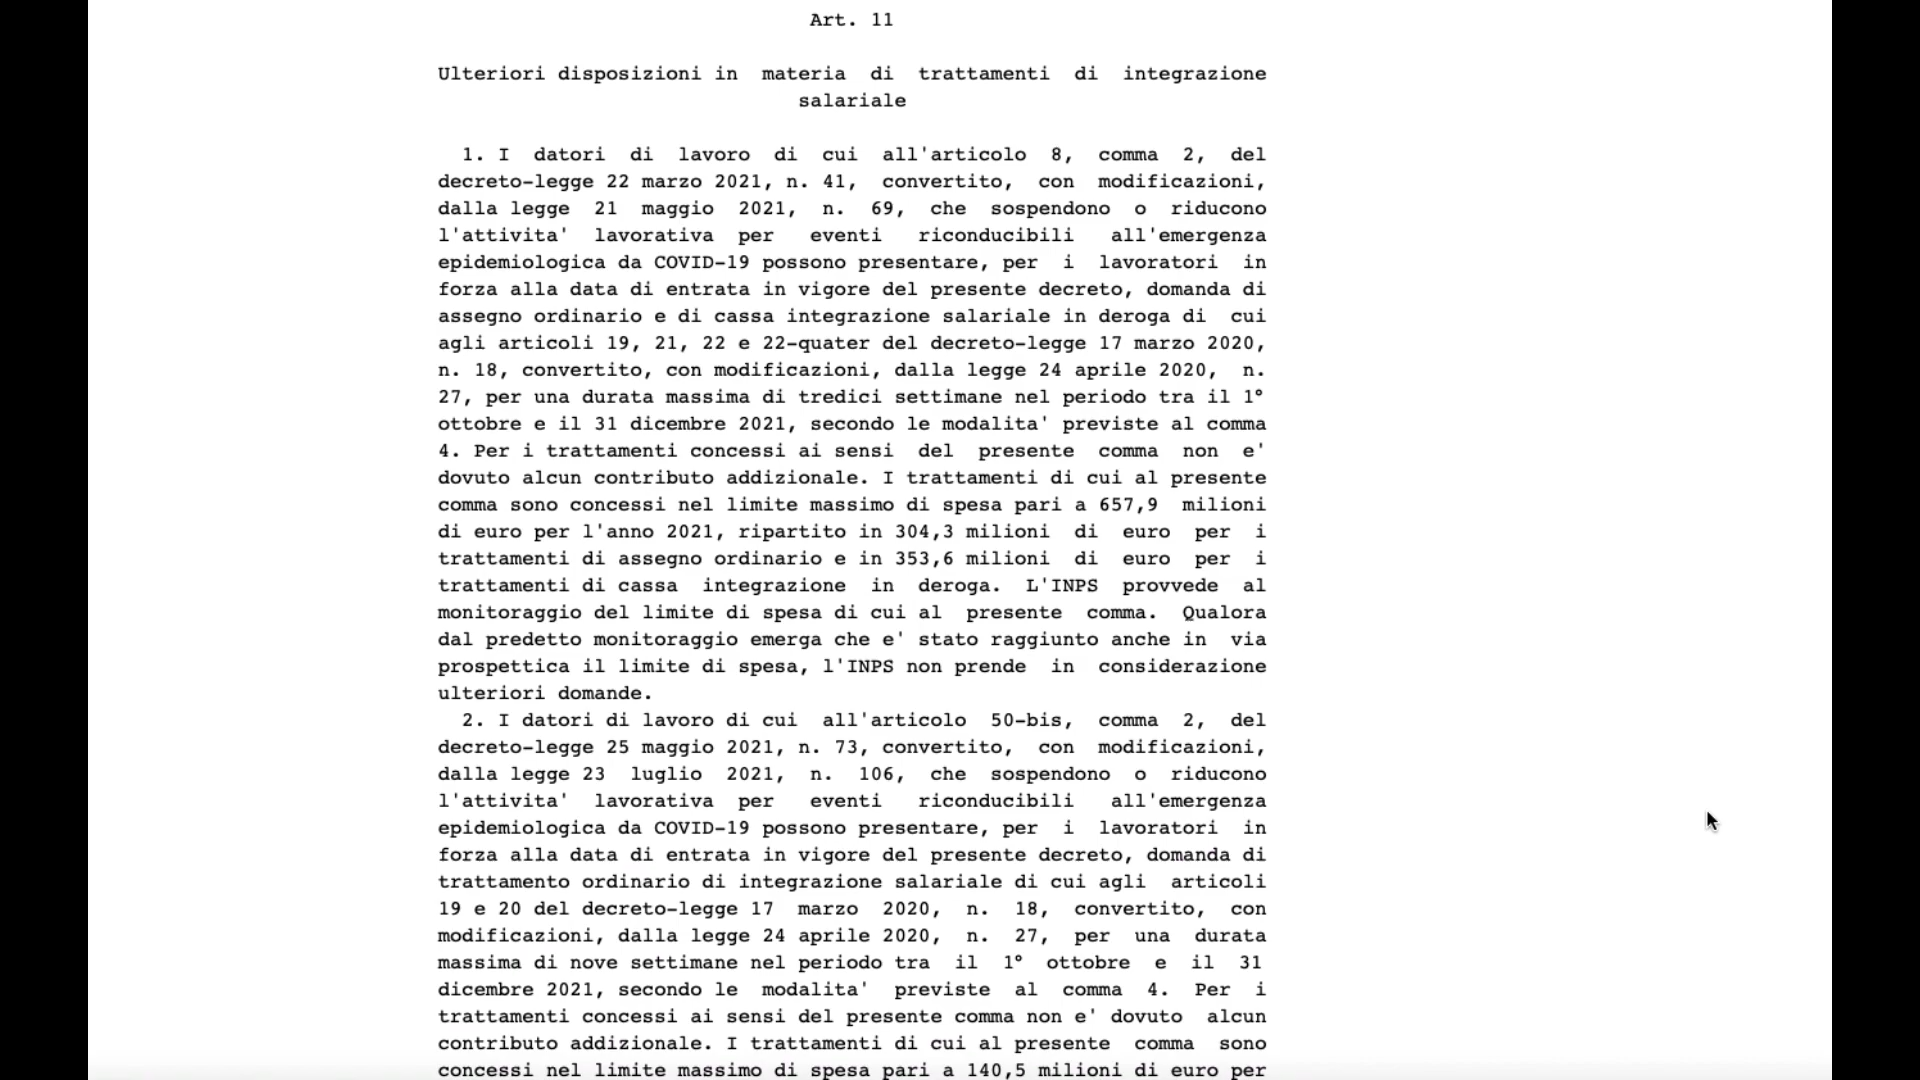 Art. 11
Ulteriori disposizioni in materia di trattamenti di integrazione
salariale
1. I datori di lavoro di cui all'articolo 8, comma 2, del
decreto-legge 22 marzo 2021, n. 41, convertito, con modificazioni,
dalla legge 21 maggio 2021, n. 69, che sospendono o riducono
l'attivita' lavorativa per eventi riconducibili all'emergenza
epidemiologica da COVID-19 possono presentare, per i lavoratori in
forza alla data di entrata in vigore del presente decreto, domanda di
assegno ordinario e di cassa integrazione salariale in deroga di cui
agli articoli 19, 21, 22 e 22-quater del decreto-legge 17 marzo 2020,
n. 18, convertito, con modificazioni, dalla legge 24 aprile 2020, n.
27, per una durata massima di tredici settimane nel periodo tra il 1°
ottobre e il 31 dicembre 2021, secondo le modalita' previste al comma
4. Per i trattamenti concessi ai sensi del presente comma non e'
dovuto alcun contributo addizionale. I trattamenti di cui al presente
comma sono concessi nel limite massimo di spesa pari a 657,9 milioni
di euro per l'anno 2021, ripartito in 304,3 milioni di euro per i
trattamenti di assegno ordinario e in 353,6 milioni di euro per i
trattamenti di cassa integrazione in deroga. L'INPS provvede al
monitoraggio del limite di spesa di cui al presente comma. Qualora
dal predetto monitoraggio emerga che e' stato raggiunto anche in via
prospettica il limite di spesa, l'INPS non prende in considerazione
ulteriori domande.
2. I datori di lavoro di cui all'articolo 50-bis, comma 2, del
decreto-legge 25 maggio 2021, n. 73, convertito, con modificazioni,
dalla legge 23 luglio 2021, n. 106, che sospendono o riducono
l'attivita' lavorativa per eventi riconducibili all'emergenza
epidemiologica da COVID-19 possono presentare, per i lavoratori in
forza alla data di entrata in vigore del presente decreto, domanda di
trattamento ordinario di integrazione salariale di cui agli articoli
19 e 20 del decreto-legge 17 marzo 2020, n. 18, convertito, con
modificazioni, dalla legge 24 aprile 2020, n. 27, per una durata
massima di nove settimane nel periodo tra il 1° ottobre e il 31
dicembre 2021, secondo le modalita' previste al comma 4. Per i
trattamenti concessi ai sensi del presente comma non e' dovuto alcun
contributo addizionale. I trattamenti di cui al presente comma sono
concessi nel limite massimo di spesa pari a 140,5 milioni di euro per